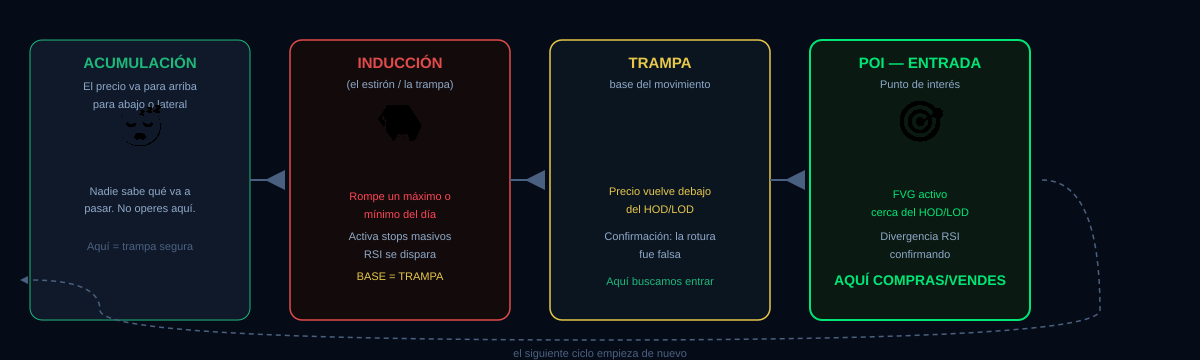 ACUMULACIÓN
El precio va para arriba
para abajo o lateral
Nadie sabe qué va a
pasar. No operes aquí.
Aquí = trampa segura
INDUCCIÓN
(el estirón / la trampa)
Rompe un máximo o
mínimo del día
Activa stops masivos
RSI se dispara
BASE = TRAMPA
TRAMPA
base del movimiento
Precio vuelve debajo
del HOD/LOD
Confirmación: la rotura
fue falsa
Aquí buscamos entrar
POI — ENTRADA
Punto de interés
FVG activo
cerca del HOD/LOD
Divergencia RSI
confirmando
AQUÍ COMPRAS/VENDES
el siguiente ciclo empieza de nuevo